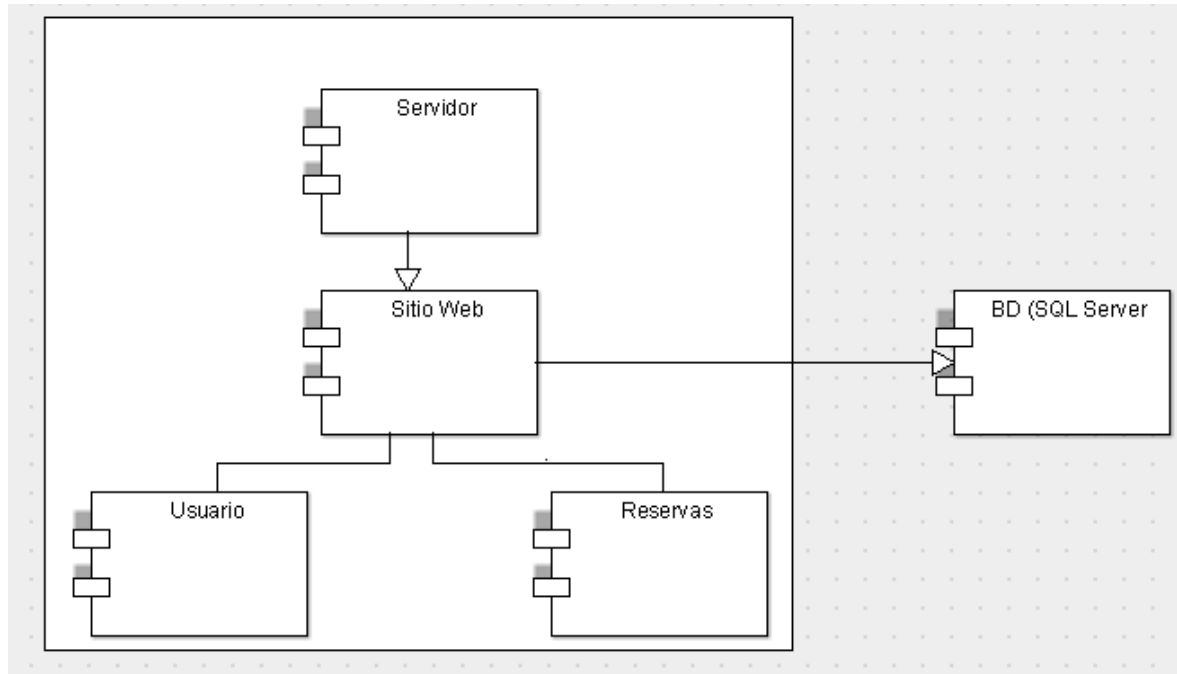 Servidor
Sitio Web
BD (SQL Server
Usuario
Reservas